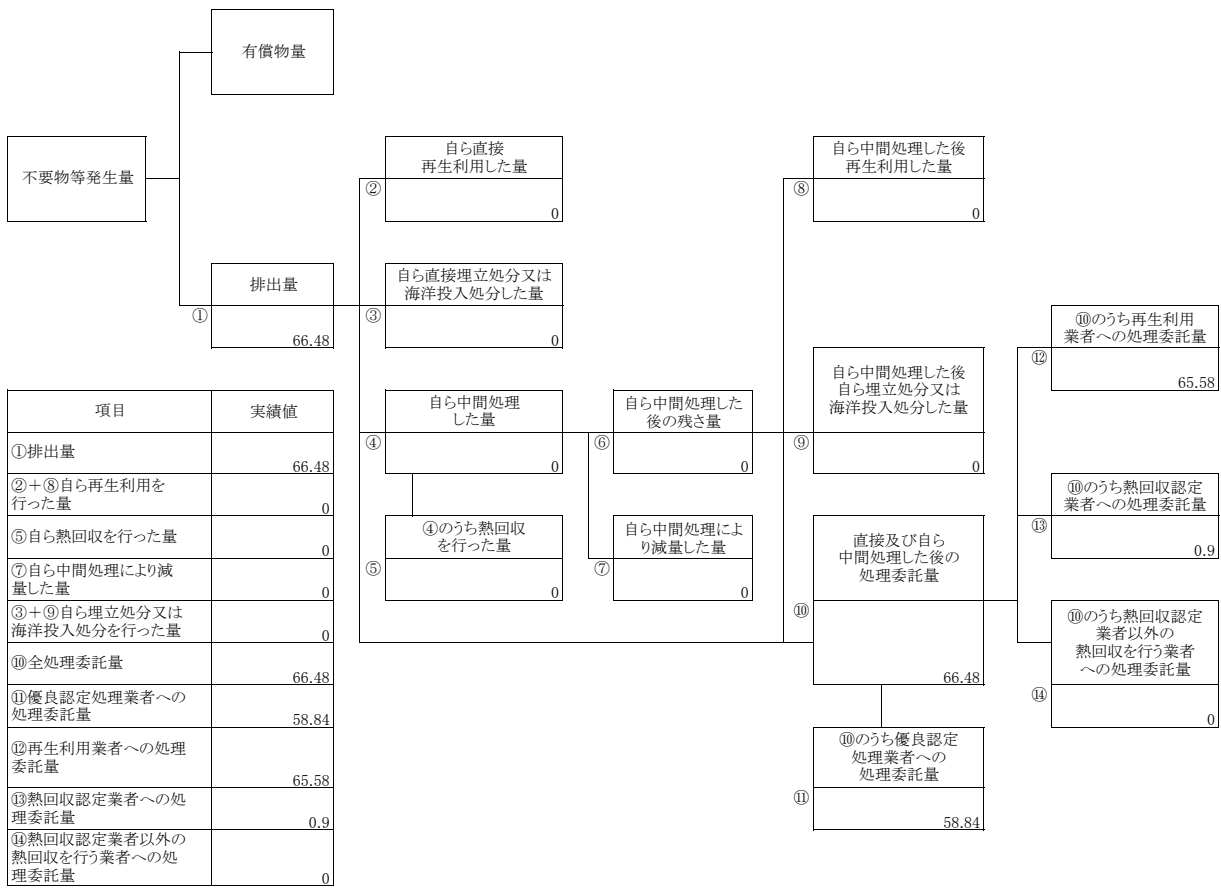 有償物量
不要物等発生量
排出量
①
66.48
自ら直接
再生利用した量
②
0
自ら直接埋立処分又は
海洋投入処分した量
③
0
自ら中間処理
した量
④
0
④のうち熱回収
を行った量
⑤
0
自ら中間処理した
後の残さ量
⑥
0
自ら中間処理によ
り減量した量
⑦
0
自ら中間処理した後
再生利用した量
⑧
0
自ら中間処理した後
自ら埋立処分又は
海洋投入処分した量
⑨
0
直接及び自ら
中間処理した後の
処理委託量
⑩
66.48
⑩のうち優良認定
処理業者への
処理委託量
⑪
58.84
⑩のうち再生利用
業者への処理委託量
⑫
65.58
⑩のうち熱回収認定
業者への処理委託量
⑬
0.9
⑩のうち熱回収認定
業者以外の
熱回収を行う業者
への処理委託量
⑭
0
項目 実績値
①排出量
66.48
②+⑧自ら再生利用を
行った量
0
⑤自ら熱回収を行った量
0
⑦自ら中間処理により減
量した量
0
③+⑨自ら埋立処分又は
海洋投入処分を行った量
0
⑩全処理委託量
66.48
⑪優良認定処理業者への
処理委託量
58.84
⑫再生利用業者への処理
委託量
65.58
⑬熱回収認定業者への処
理委託量
0.9
⑭熱回収認定業者以外の
熱回収を行う業者への処
理委託量
0